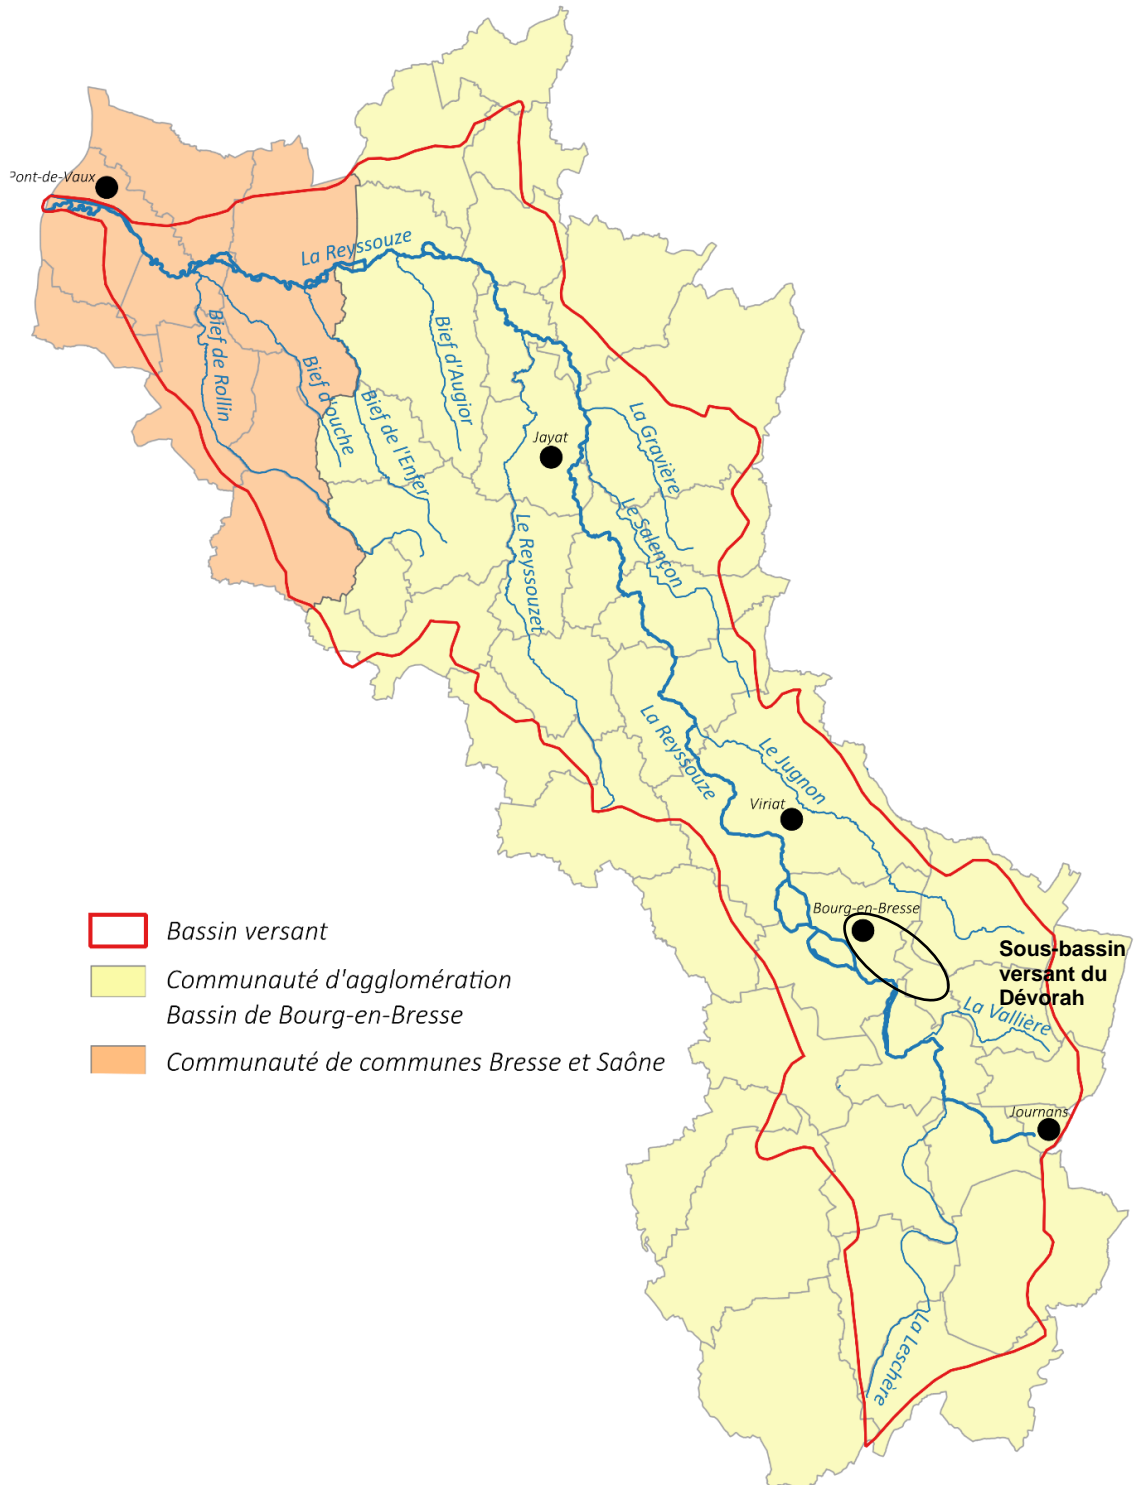 Pont-de-Vaux
La Reyssouze
Bief de Rollin
Bief d'ouche
Bief de l'Enfer
Bief d'Augior
Jayat
La Gravière
Le Salençon
Le Reyssouzet
La Reyssouze
Le Jugnon
Viriat
Bourg-en-Bresse
Sous-bassin
versant du
Dévorah
La Vallière
Journans
La Leschère
Bassin versant
Communauté d'agglomération
Bassin de Bourg-en-Bresse
Communauté de communes Bresse et Saône